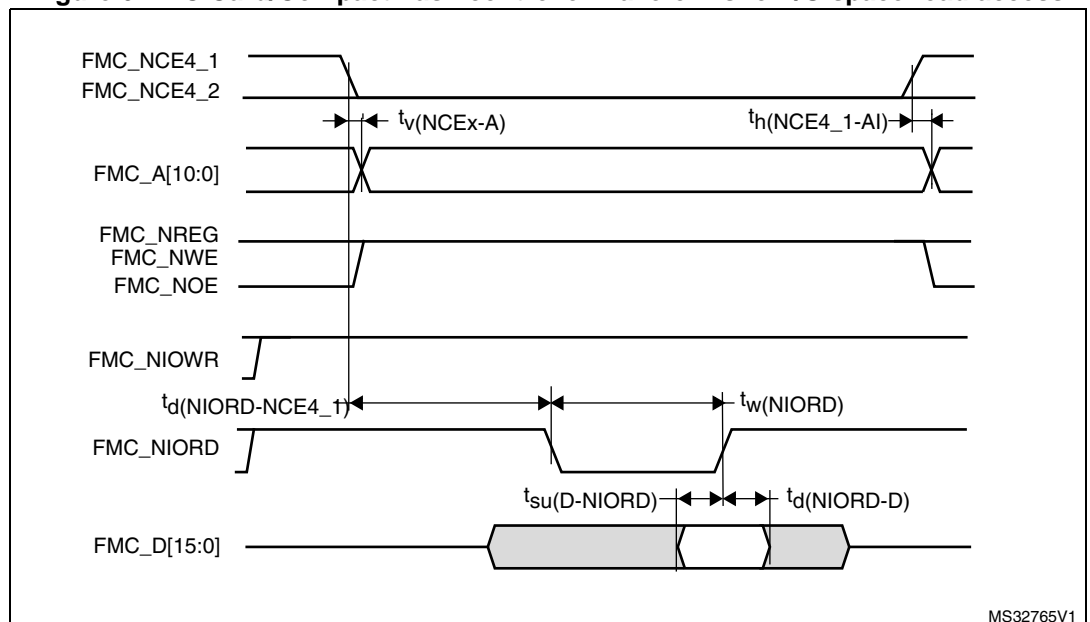 FMC_NCE4_1
FMC_NCE4_2
tv(NCEx-A)
th(NCE4_1-AI)
FMC_A[10:0]
FMC_NREG
FMC_NWE
FMC_NOE
FMC_NIOWR
td(NIORD-NCE4_1)
tw(NIORD)
FMC_NIORD
tsu(D-NIORD)
td(NIORD-D)
FMC_D[15:0]
MS32765V1